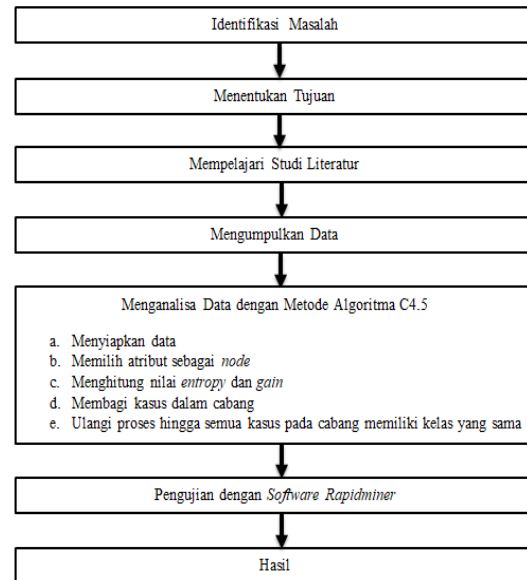 Identifikasi Masalah
Menentukan Tujuan
Mempelajari Studi Literatur
Mengumpulkan Data
Menganalisa Data dengan Metode Algoritma C4.5
a. Menyiapkan data
b. Memilih atribut sebagai node
c. Menghitung nilai entropy dan gain
d. Membagi kasus dalam cabang
e. Ulangi proses hingga semua kasus pada cabang memiliki kelas yang sama
Pengujian dengan Software Rapidminer
Hasil